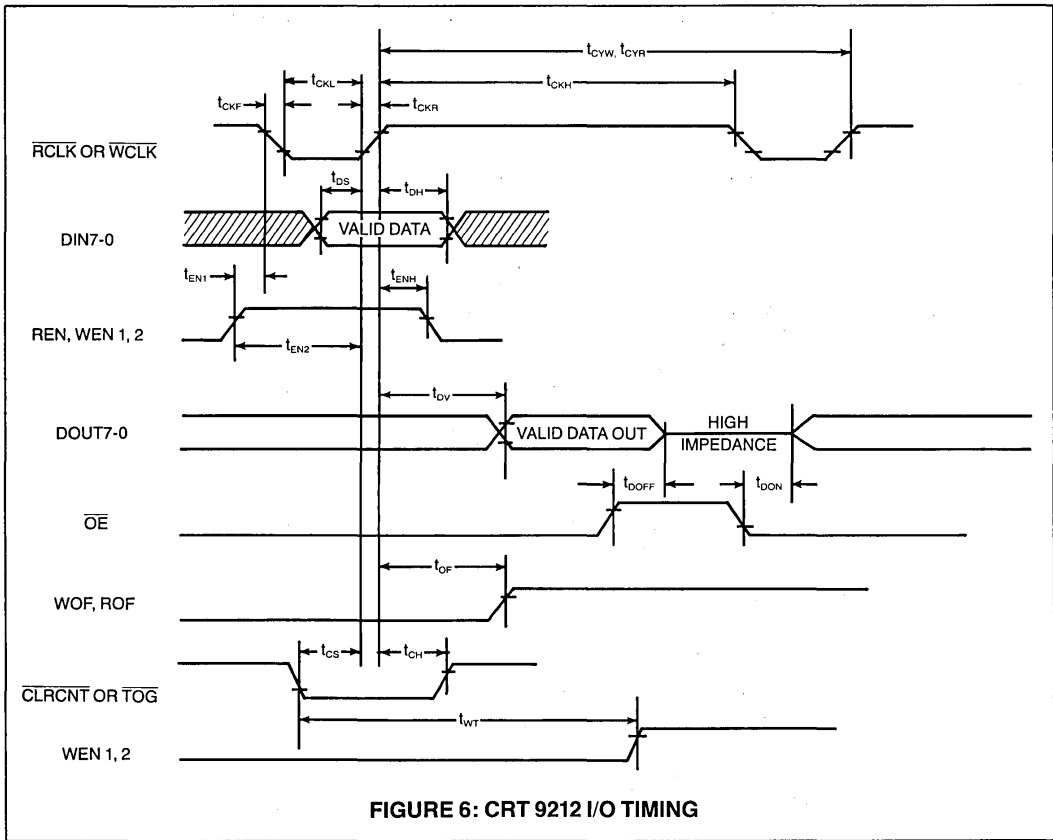 tCYW, tCYR
tCKL
tCKH
tCKF
tCKR
RCLK OR WCLK
tDS
tDH
DIN7-0
VALID DATA
tEN1
tENH
REN, WEN 1, 2
tEN2
tDV
DOUT7-0
VALID DATA OUT
HIGH
IMPEDANCE
tDOFF
tDON
OE
tOF
WOF, ROF
tCS
tCH
CLRCNT OR TOG
tWT
WEN 1, 2
FIGURE 6: CRT 9212 I/O TIMING